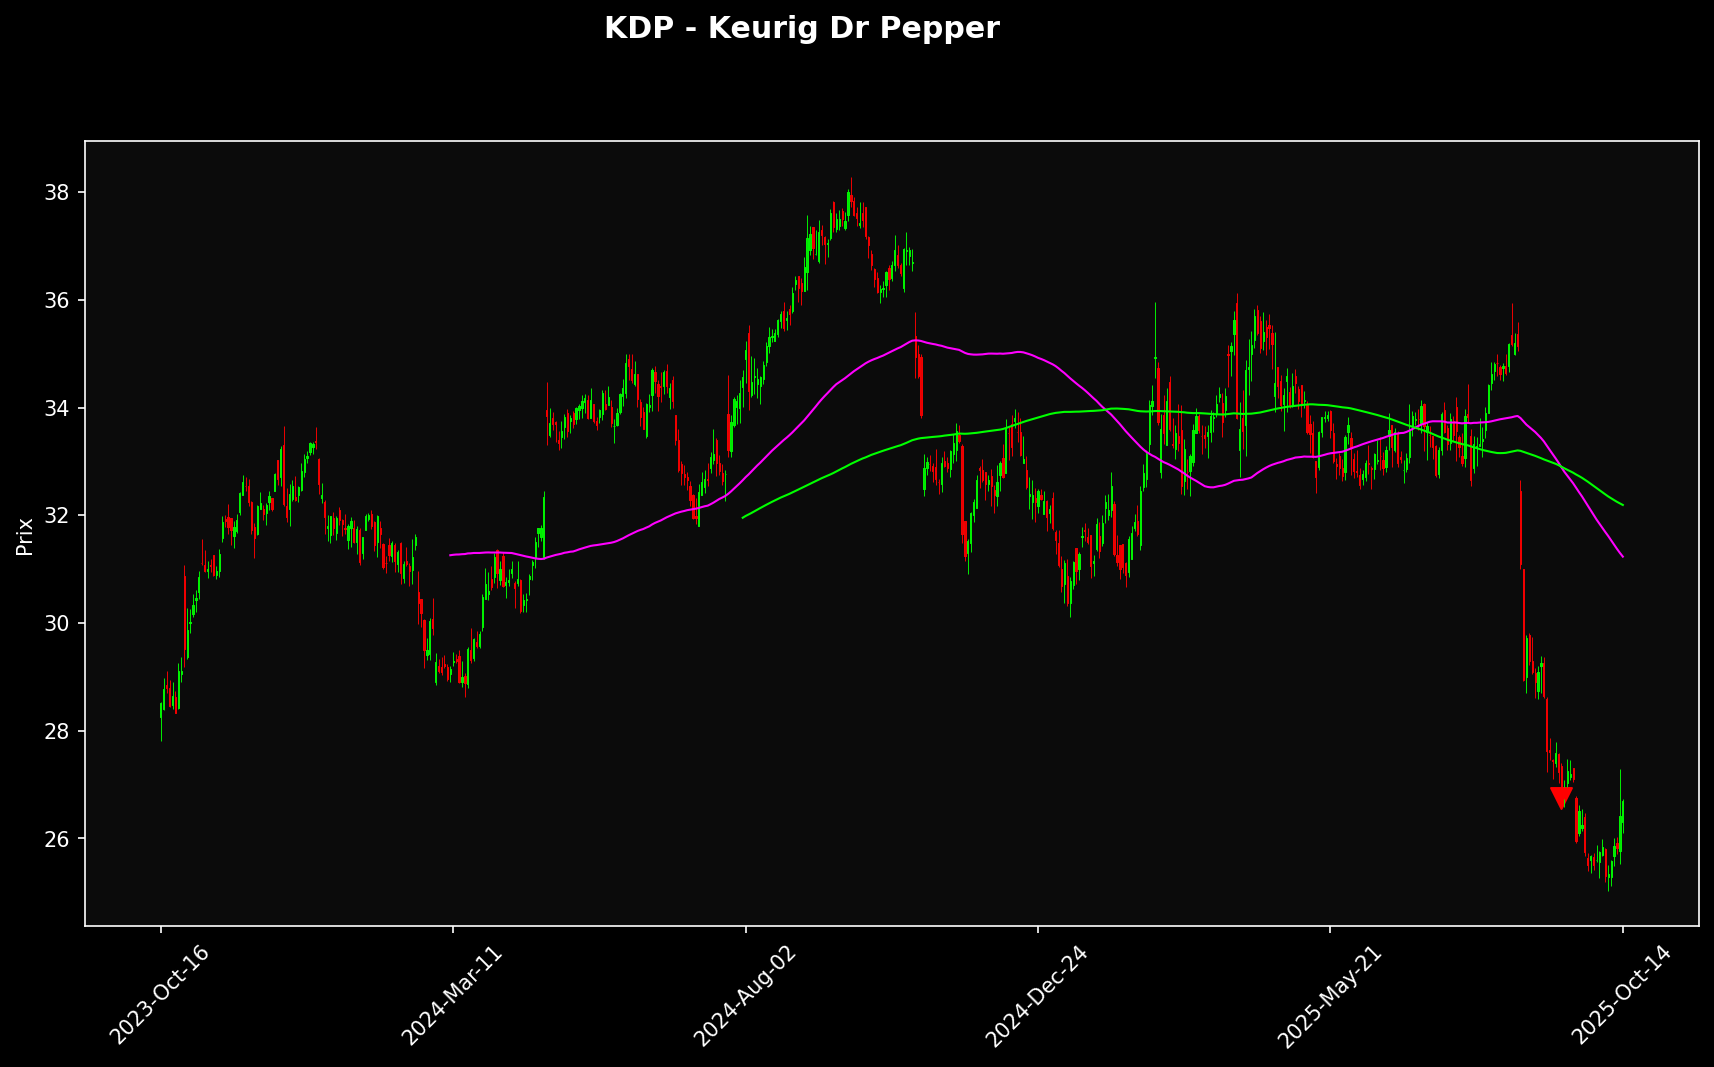 KDP - Keurig Dr Pepper
Prix
38
36
34
32
30
28
26
2023-Oct-16
2024-Mar-11
2024-Aug-02
2024-Dec-24
2025-May-21
2025-Oct-14